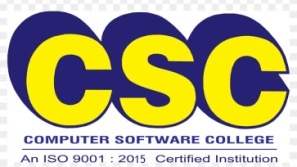 CSC
COMPUTER SOFTWARE COLLEGE
An ISO 9001 : 2015 Certified Institution